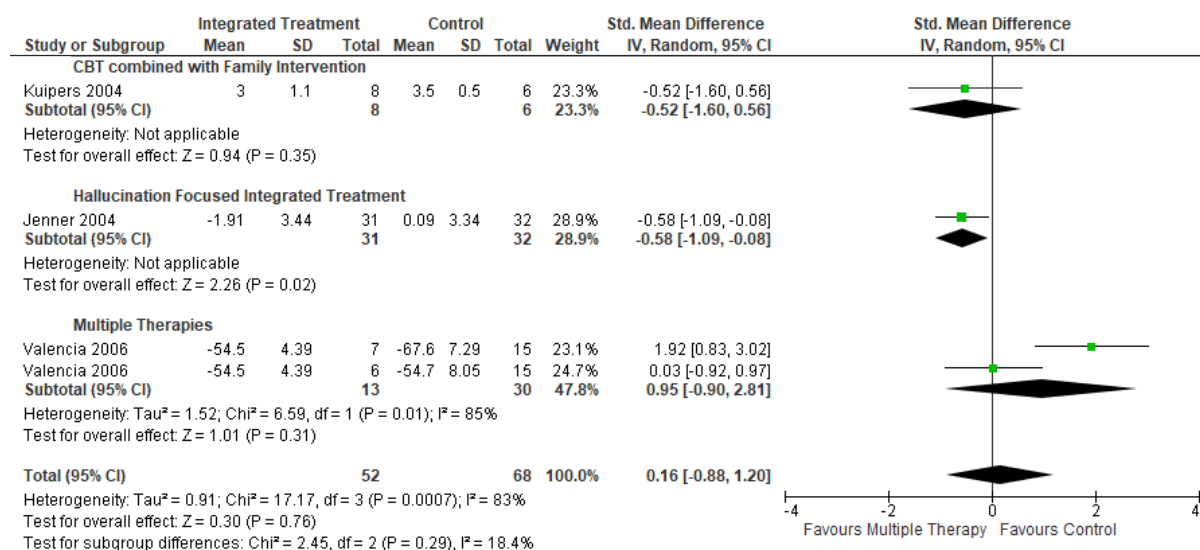 Integrated Treatment Control Std. Mean Difference Std. Mean Difference
Study or Subgroup Mean SD Total Mean SD Total Weight IV, Random, 95% CI IV, Random, 95% CI
CBT combined with Family Intervention
Kuipers 2004 3 1.1 8 3.5 0.5 6 23.3% -0.52 [-1.60, 0.56]
Subtotal (95% CI) 8 6 23.3% -0.52 [-1.60, 0.56]
Heterogeneity: Not applicable
Test for overall effect: Z = 0.94 (P = 0.35)
Hallucination Focused Integrated Treatment
Jenner 2004 -1.91 3.44 31 0.09 3.34 32 28.9% -0.58 [-1.09, -0.08]
Subtotal (95% CI) 31 32 28.9% -0.58 [-1.09, -0.08]
Heterogeneity: Not applicable
Test for overall effect: Z = 2.26 (P = 0.02)
Multiple Therapies
Valencia 2006 -54.5 4.39 7 -67.6 7.29 15 23.1% 1.92 [0.83, 3.02]
Valencia 2006 -54.5 4.39 6 -54.7 8.05 15 24.7% 0.03 [-0.92, 0.97]
Subtotal (95% CI) 13 30 47.8% 0.95 [-0.90, 2.81]
Heterogeneity: Tau² = 1.52; Chi² = 6.59, df = 1 (P = 0.01); I² = 85%
Test for overall effect: Z = 1.01 (P = 0.31)
Total (95% CI) 52 68 100.0% 0.16 [-0.88, 1.20]
Heterogeneity: Tau² = 0.91; Chi² = 17.17, df = 3 (P = 0.0007); I² = 83%
Test for overall effect: Z = 0.30 (P = 0.76)
Test for subgroup differences: Chi² = 2.45, df = 2 (P = 0.29), I² = 18.4%
-4 -2 0 2 4
Favours Multiple Therapy Favours Control